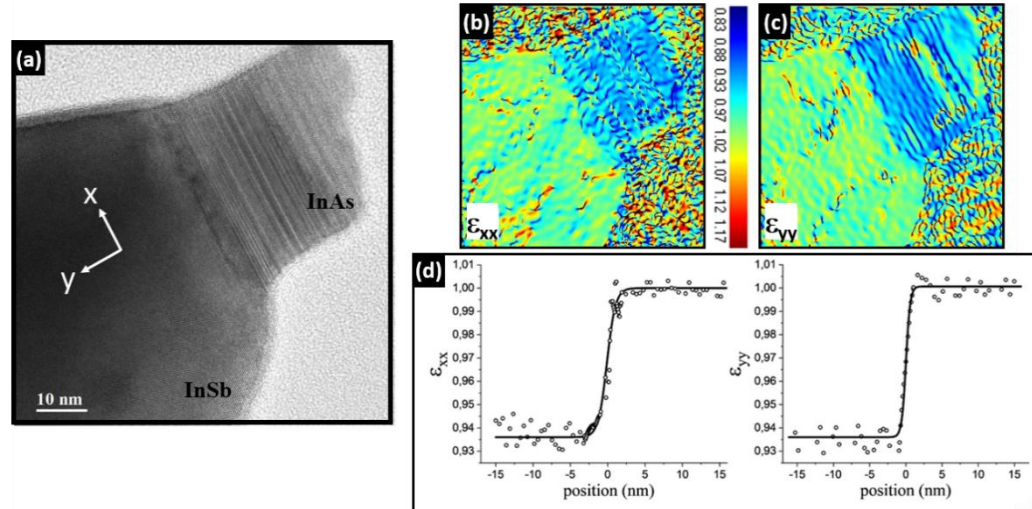 (a)
x
y
InAs
InSb
10 nm
(b)
εxx
0.83
0.88
0.93
0.97
1.02
1.07
1.12
1.17
(c)
εyy
(d)
1,01
1,00
0,99
0,98
0,97
0,96
0,95
0,94
0,93
εxx
-15 -10 -5 0 5 10 15
position (nm)
1,01
1,00
0,99
0,98
0,97
0,96
0,95
0,94
0,93
εyy
-15 -10 -5 0 5 10 15
position (nm)